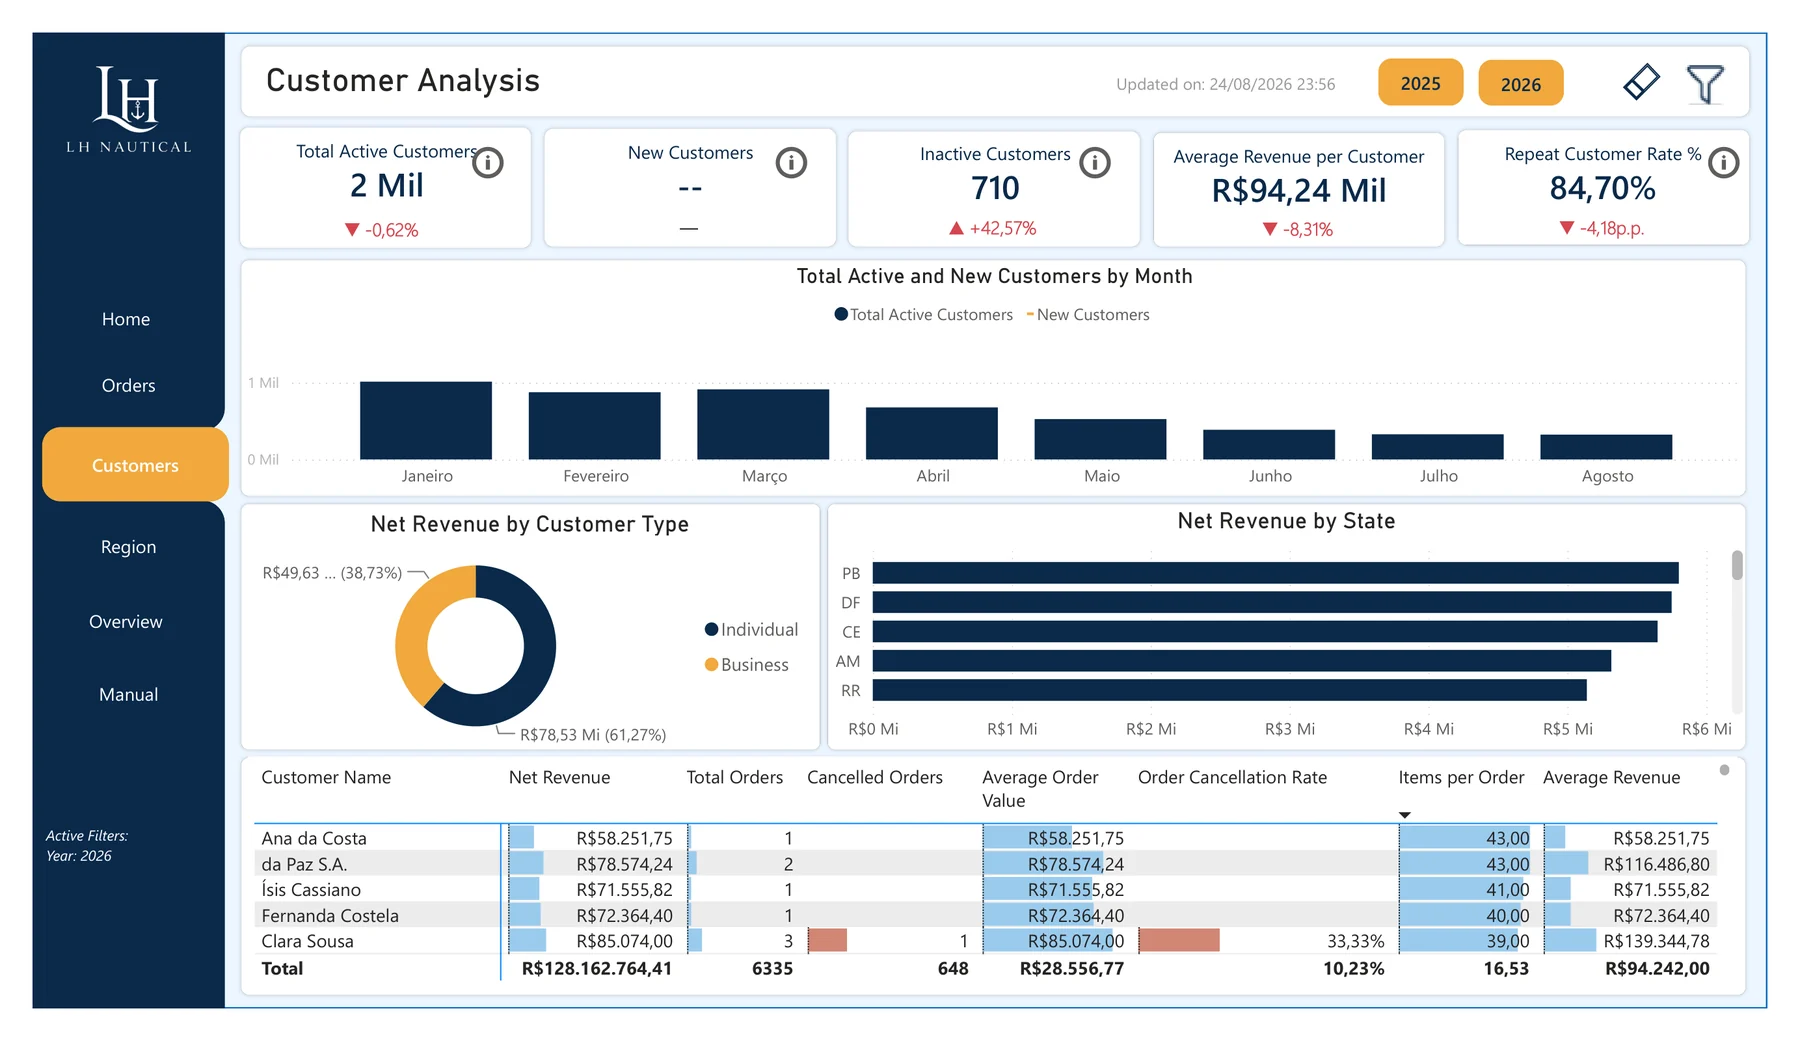 LH
LH NAUTICAL
Home
Orders
Customers
Region
Overview
Manual
Active Filters:
Year: 2026
Customer Analysis
Updated on: 24/08/2026 23:56
2025
2026
Total Active Customers
2 Mil
▼ -0,62%
New Customers
--
—
Inactive Customers
710
▲ +42,57%
Average Revenue per Customer
R$94,24 Mil
▼ -8,31%
Repeat Customer Rate %
84,70%
▼ -4,18p.p.
Total Active and New Customers by Month
Total Active Customers New Customers
1 Mil
0 Mil
Janeiro Fevereiro Março Abril Maio Junho Julho Agosto
Net Revenue by Customer Type
R$49,63 ... (38,73%)
Individual
Business
R$78,53 Mi (61,27%)
Net Revenue by State
PB
DF
CE
AM
RR
R$0 Mi R$1 Mi R$2 Mi R$3 Mi R$4 Mi R$5 Mi R$6 Mi
Customer Name Net Revenue Total Orders Cancelled Orders Average Order Value Order Cancellation Rate Items per Order Average Revenue
Ana da Costa R$58.251,75 1 R$58.251,75 43,00 R$58.251,75
da Paz S.A. R$78.574,24 2 R$78.574,24 43,00 R$116.486,80
Ísis Cassiano R$71.555,82 1 R$71.555,82 41,00 R$71.555,82
Fernanda Costela R$72.364,40 1 R$72.364,40 40,00 R$72.364,40
Clara Sousa R$85.074,00 3 1 R$85.074,00 33,33% 39,00 R$139.344,78
Total R$128.162.764,41 6335 648 R$28.556,77 10,23% 16,53 R$94.242,00